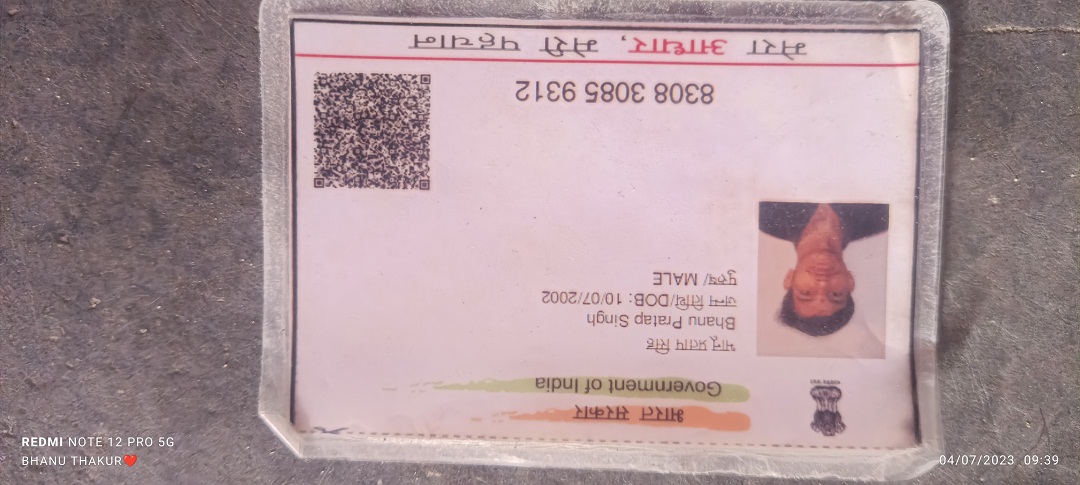 भारत सरकार
Government of India
भानु प्रताप सिंह
Bhanu Pratap Singh
जन्म तिथि/DOB: 10/07/2002
पुरुष/ MALE
8308 3085 9312
मेरा आधार, मेरी पहचान
REDMI NOTE 12 PRO 5G
BHANU THAKUR❤️
04/07/2023 09:39